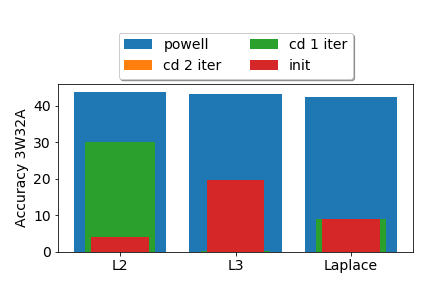 powell
cd 2 iter
cd 1 iter
init
Accuracy 3W32A
40
30
20
10
0
L2
L3
Laplace